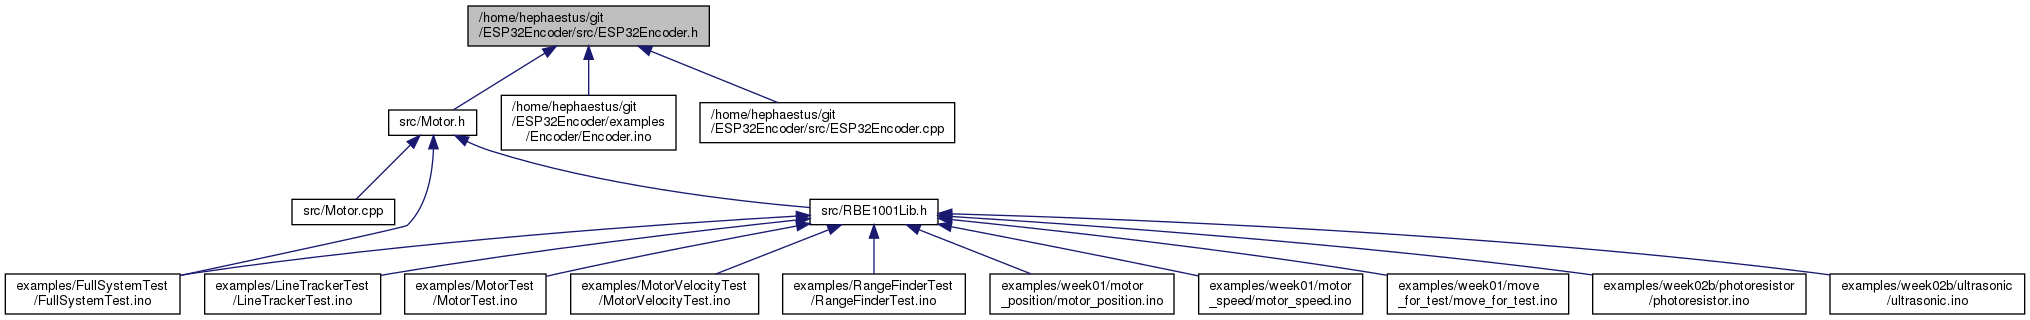 /home/hephaestus/git
/ESP32Encoder/src/ESP32Encoder.h
src/Motor.h
/home/hephaestus/git
/ESP32Encoder/examples
/Encoder/Encoder.ino
/home/hephaestus/git
/ESP32Encoder/src/ESP32Encoder.cpp
src/Motor.cpp
src/RBE1001Lib.h
examples/FullSystemTest
/FullSystemTest.ino
examples/LineTrackerTest
/LineTrackerTest.ino
examples/MotorTest
/MotorTest.ino
examples/MotorVelocityTest
/MotorVelocityTest.ino
examples/RangeFinderTest
/RangeFinderTest.ino
examples/week01/motor
_position/motor_position.ino
examples/week01/motor
_speed/motor_speed.ino
examples/week01/move
_for_test/move_for_test.ino
examples/week02b/photoresistor
/photoresistor.ino
examples/week02b/ultrasonic
/ultrasonic.ino